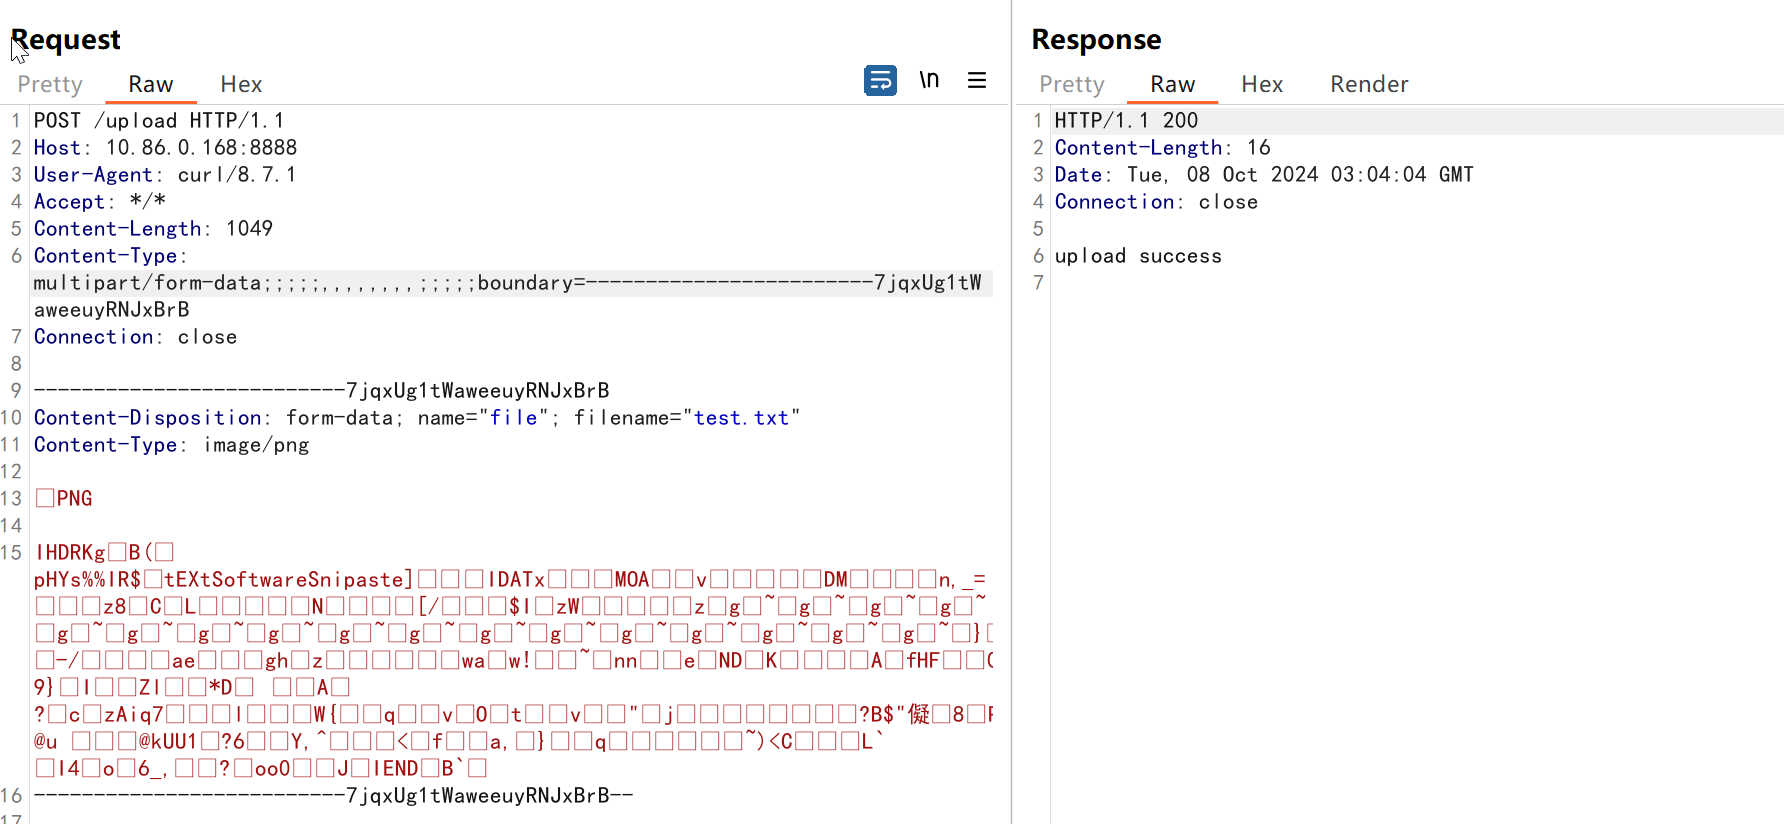 Request
Pretty Raw Hex
\n
1 POST /upload HTTP/1.1
2 Host: 10.86.0.168:8888
3 User-Agent: curl/8.7.1
4 Accept: */*
5 Content-Length: 1049
6 Content-Type:
multipart/form-data;;;;;,,,,,,,,;;;;;boundary=------------------------7jqxUg1tW
aweeuyRNJxBrB
7 Connection: close
8
9 --------------------------7jqxUg1tWaweeuyRNJxBrB
10 Content-Disposition: form-data; name="file"; filename="test.txt"
11 Content-Type: image/png
12
13 □PNG
14
15 IHDRKg□B(□
pHYs%%IR$□tEXtSoftwareSnipaste]□□□IDATx□□□MOA□□v□□□□□DM□□□□n,_=
□□□z8□C□L□□□□□N□□□□[/□□□$I□zW□□□□□z□g□~□g□~□g□~□g□~
□g□~□g□~□g□~□g□~□g□~□g□~□g□~□g□~□g□~□g□~□g□~□g□~□g□~□}
□-/□□□□ae□□□gh□z□□□□□□wa□w!□□~□nn□□e□ND□K□□□□A□fHF□□
9}□I□□ZI□□*D□ □□A□
?□c□zAiq7□□□I□□□W{□□q□□v□O□t□□v□□"□j□□□□□□□□?B$"儗□8□
@u □□□@kUU1□?6□□Y,^□□□<□f□□a,□}□□q□□□□□□~)<C□□□L`
□I4□o□6_,□□?□ooO□□J□IEND□B`□
16 --------------------------7jqxUg1tWaweeuyRNJxBrB--
17
Response
Pretty Raw Hex Render
1 HTTP/1.1 200
2 Content-Length: 16
3 Date: Tue, 08 Oct 2024 03:04:04 GMT
4 Connection: close
5
6 upload success
7